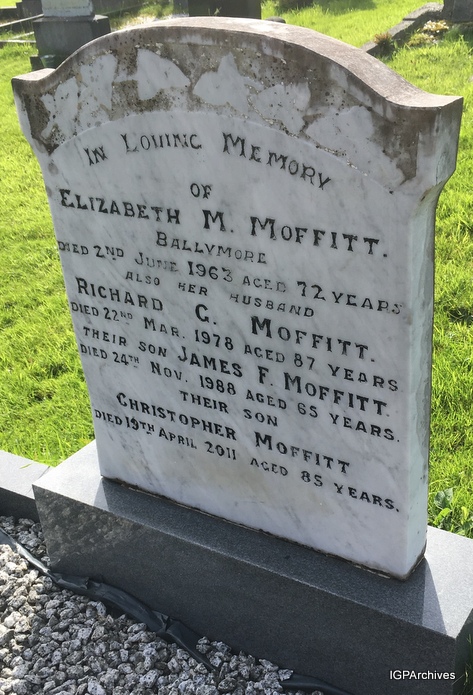 IN LOVING MEMORY
OF
ELIZABETH M. MOFFITT.
BALLYMORE
DIED 2ND JUNE 1963 AGED 72 YEARS
ALSO HER HUSBAND
RICHARD G. MOFFITT.
DIED 22ND MAR. 1978 AGED 87 YEARS
THEIR SON JAMES F. MOFFITT.
DIED 24TH NOV. 1988 AGED 65 YEARS.
THEIR SON
CHRISTOPHER MOFFITT
DIED 19TH APRIL 2011 AGED 85 YEARS.
IGPArchives